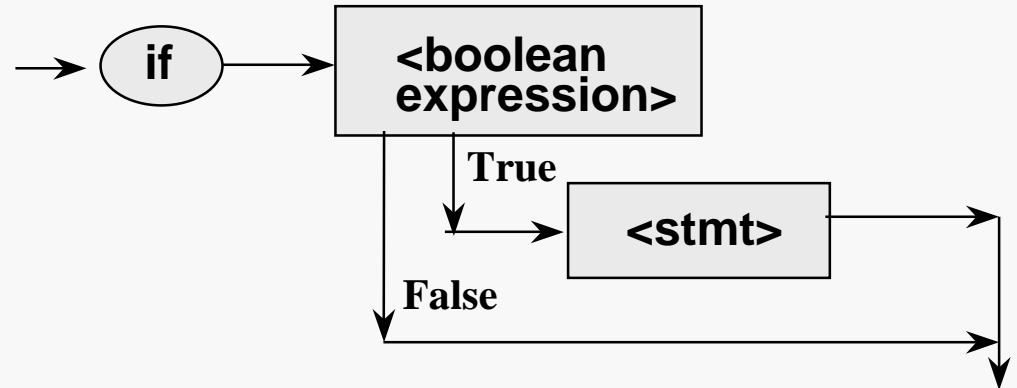 if
<boolean
expression>
True
<stmt>
False